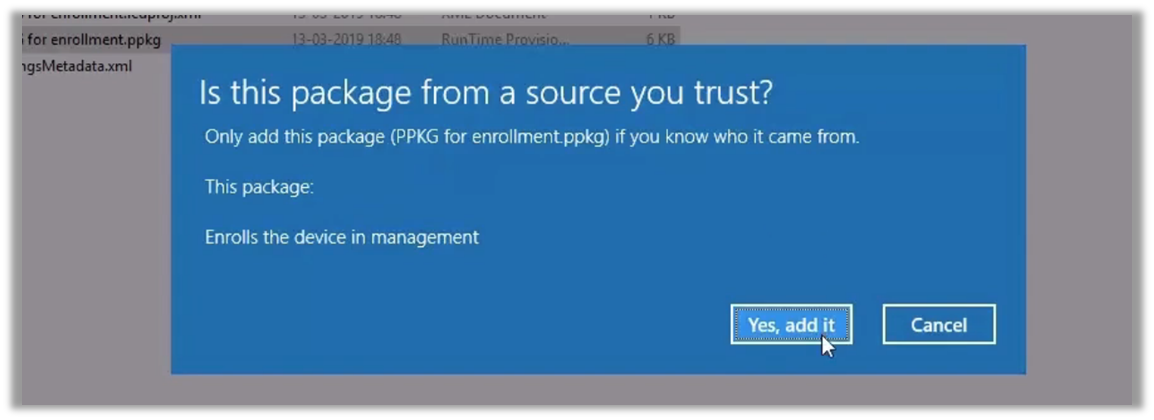 for enrollment.icdproj.xml 13-03-2019 18:48 XML Document 1 KB
for enrollment.ppkg 13-03-2019 18:48 RunTime Provisio... 6 KB
ngsMetadata.xml
Is this package from a source you trust?
Only add this package (PPKG for enrollment.ppkg) if you know who it came from.
This package:
Enrolls the device in management
Yes, add it
Cancel